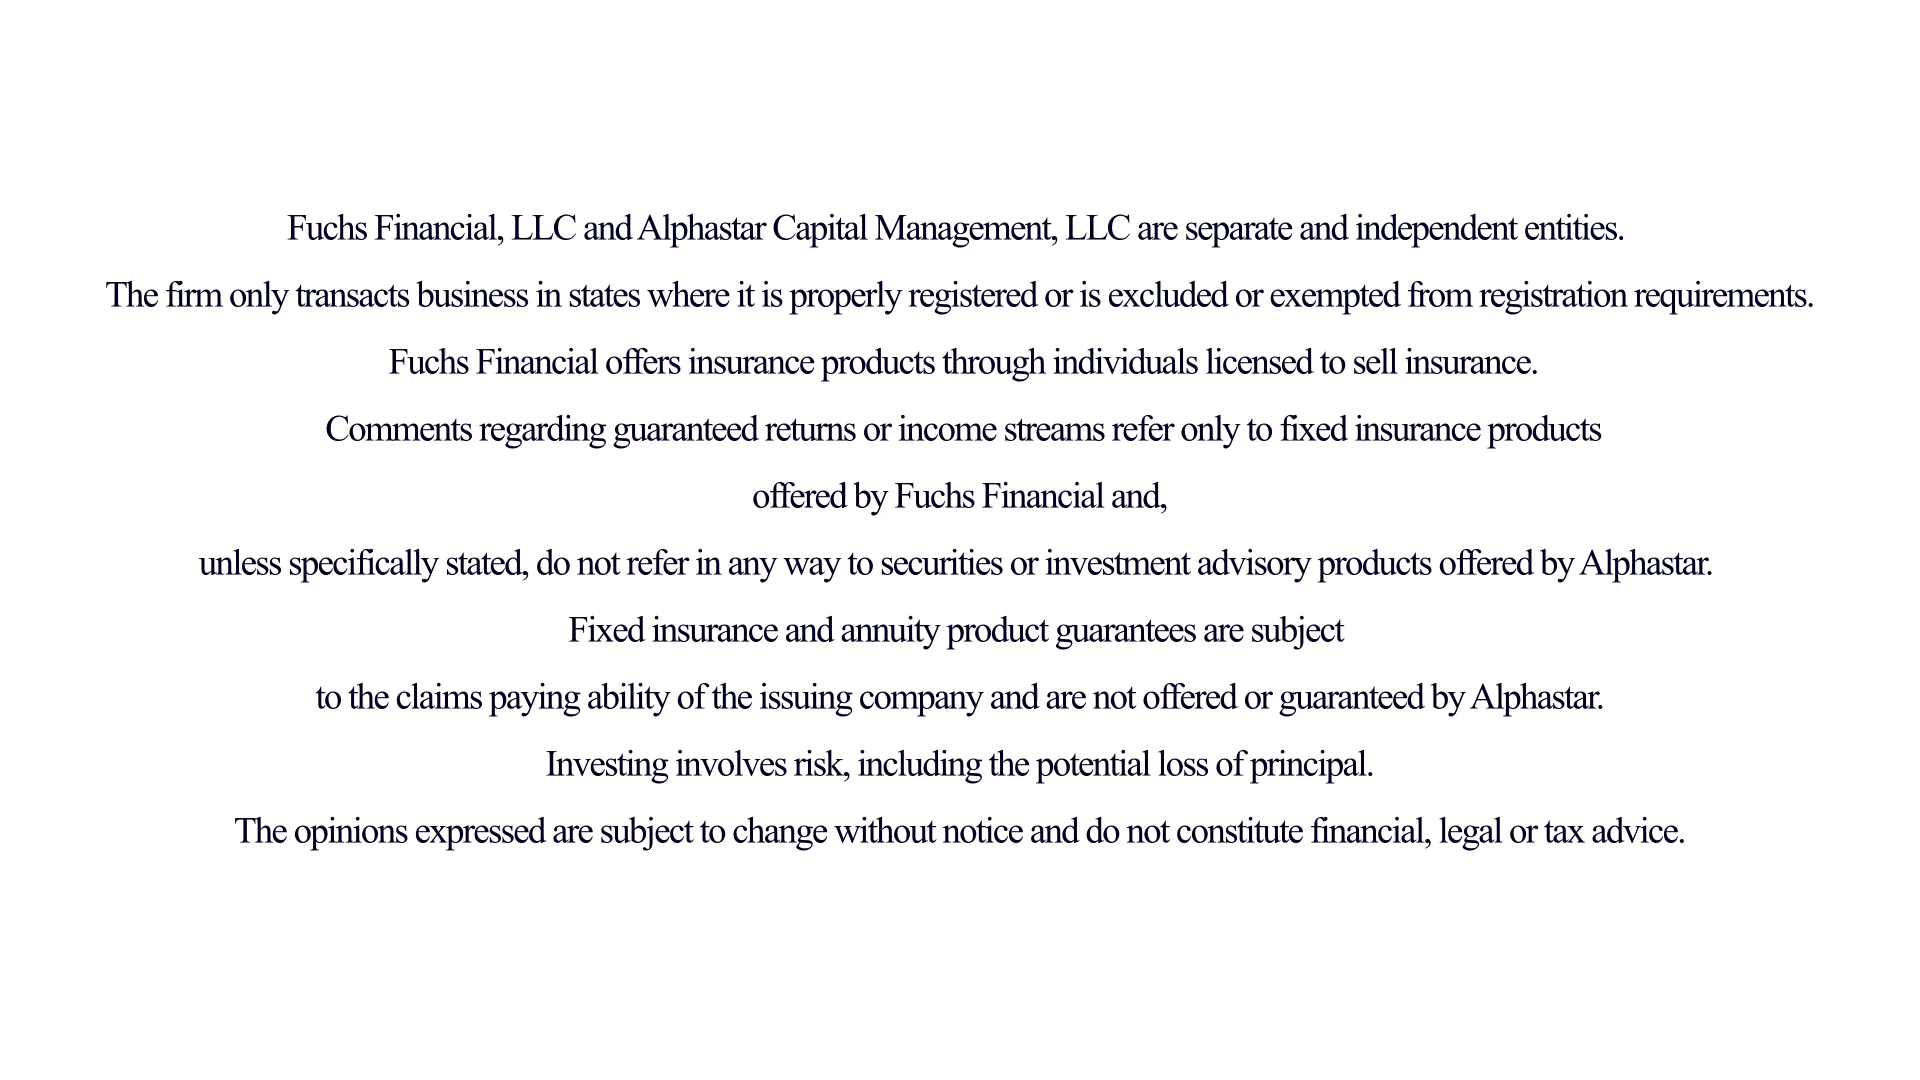 Fuchs Financial, LLC and Alphastar Capital Management, LLC are separate and independent entities.
The firm only transacts business in states where it is properly registered or is excluded or exempted from registration requirements.
Fuchs Financial offers insurance products through individuals licensed to sell insurance.
Comments regarding guaranteed returns or income streams refer only to fixed insurance products
offered by Fuchs Financial and,
unless specifically stated, do not refer in any way to securities or investment advisory products offered by Alphastar.
Fixed insurance and annuity product guarantees are subject
to the claims paying ability of the issuing company and are not offered or guaranteed by Alphastar.
Investing involves risk, including the potential loss of principal.
The opinions expressed are subject to change without notice and do not constitute financial, legal or tax advice.